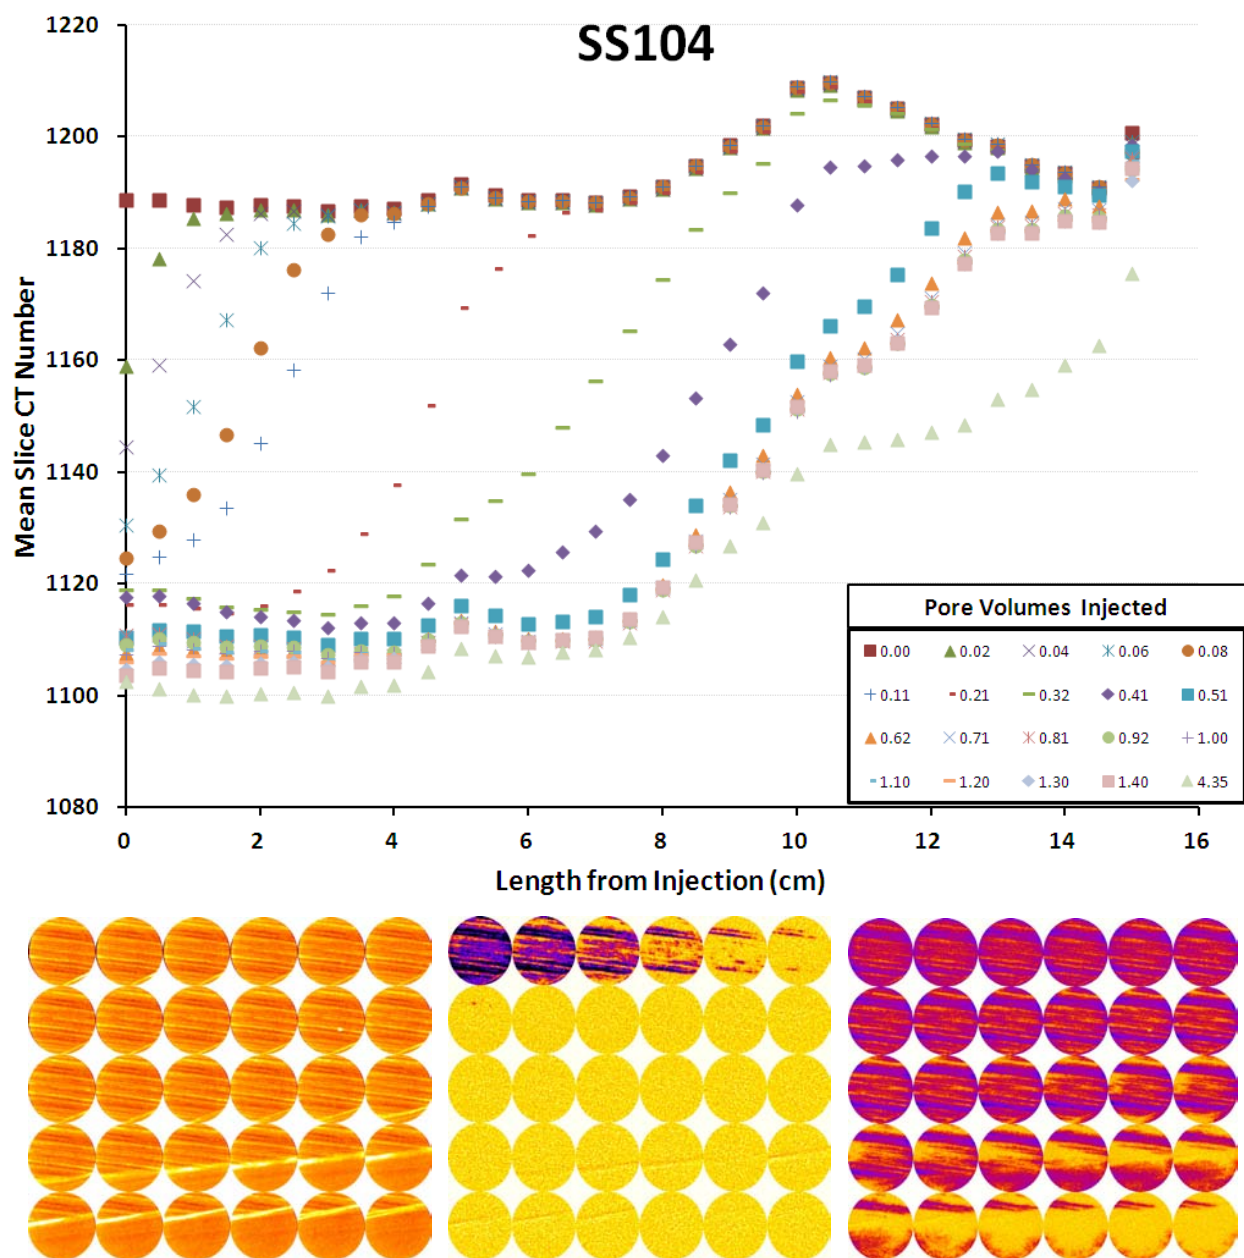 SS104
1220
1200
1180
1160
1140
1120
1100
1080
Mean Slice CT Number
0 2 4 6 8 10 12 14 16
Length from Injection (cm)
Pore Volumes Injected
0.00 0.02 0.04 0.06 0.08
0.11 0.21 0.32 0.41 0.51
0.62 0.71 0.81 0.92 1.00
1.10 1.20 1.30 1.40 4.35